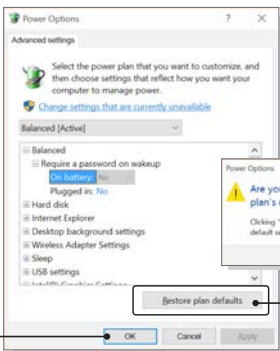 Power Options
Advanced settings
Select the power plan that you want to customize, and
then choose settings that reflect how you want your
computer to manage power.
Change settings that are currently unavailable
Balanced [Active]
Balanced
Require a password on wakeup
On battery: No
Plugged in: No
Hard disk
Internet Explorer
Desktop background settings
Wireless Adapter Settings
Sleep
USB settings
Restore plan defaults
OK
Cancel
Apply
Power Options
Are you
plan's
Clicking "
default se